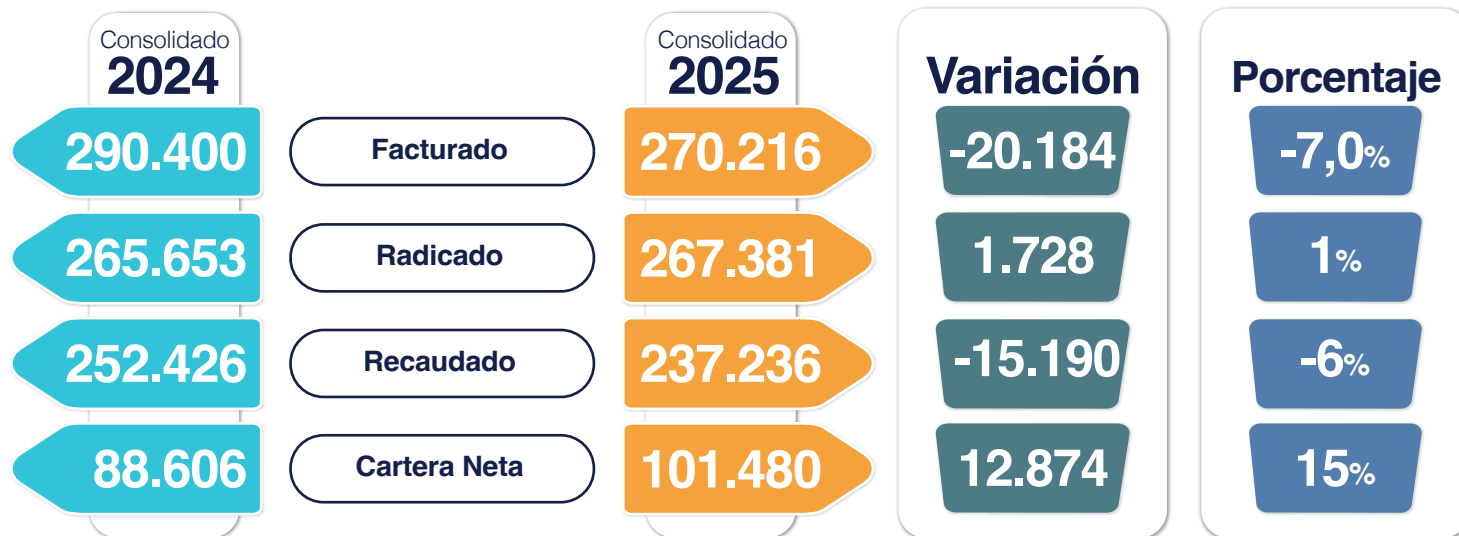 Consolidado
2024
Consolidado
2025
Variación
Porcentaje
290.400
Facturado
270.216
-20.184
-7,0%
265.653
Radicado
267.381
1.728
1%
252.426
Recaudado
237.236
-15.190
-6%
88.606
Cartera Neta
101.480
12.874
15%